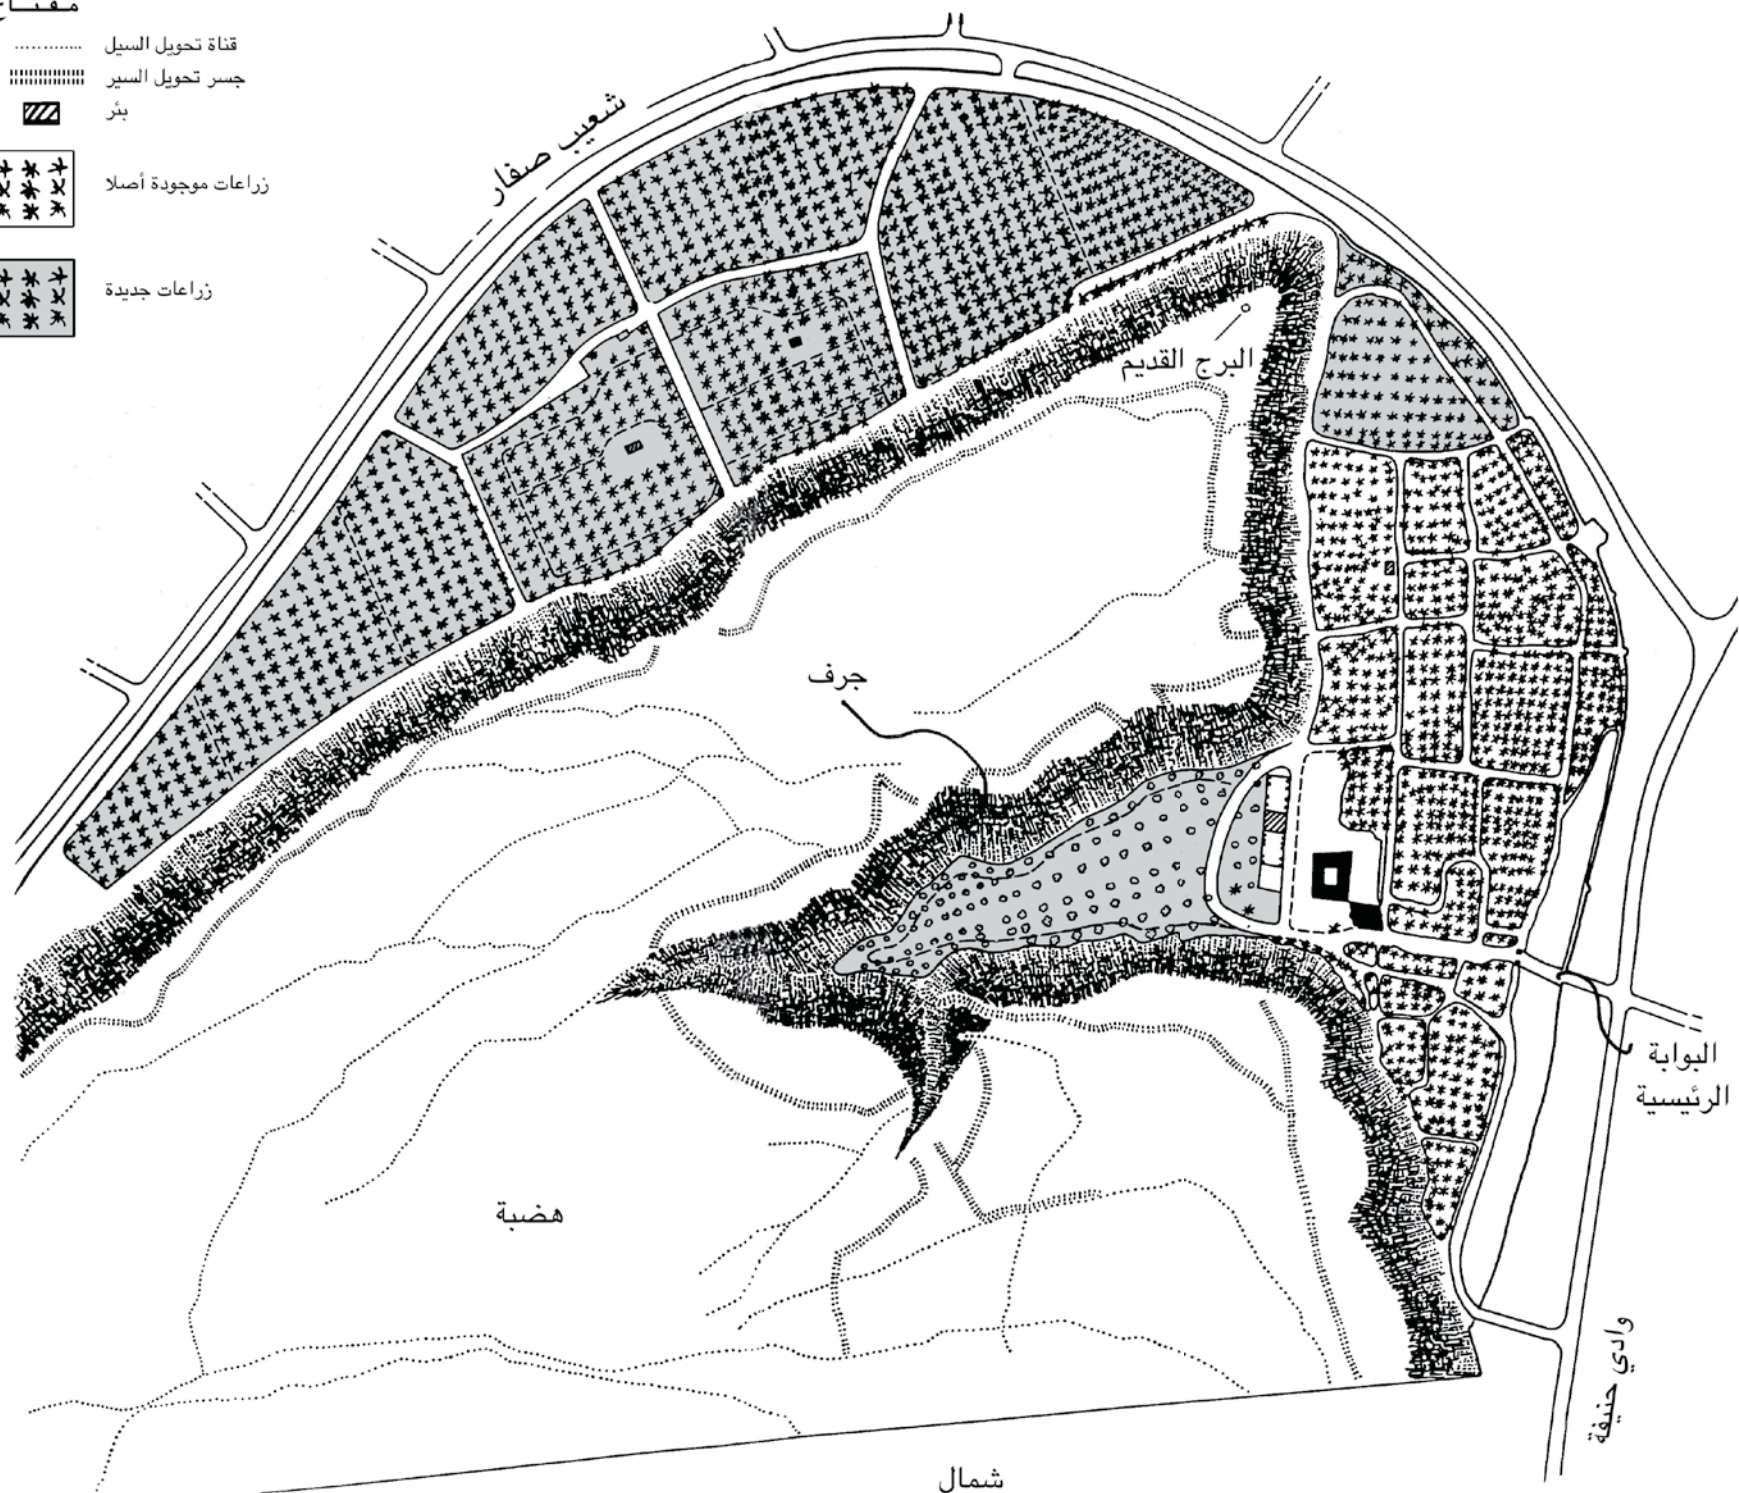 مفتاح
قناة تحويل السيل
جسر تحويل السير
بئر
زراعات موجودة أصلا
زراعات جديدة
شعيب صفار
البرج القديم
جرف
البوابة
الرئيسية
هضبة
وادي حنيفة
شمال